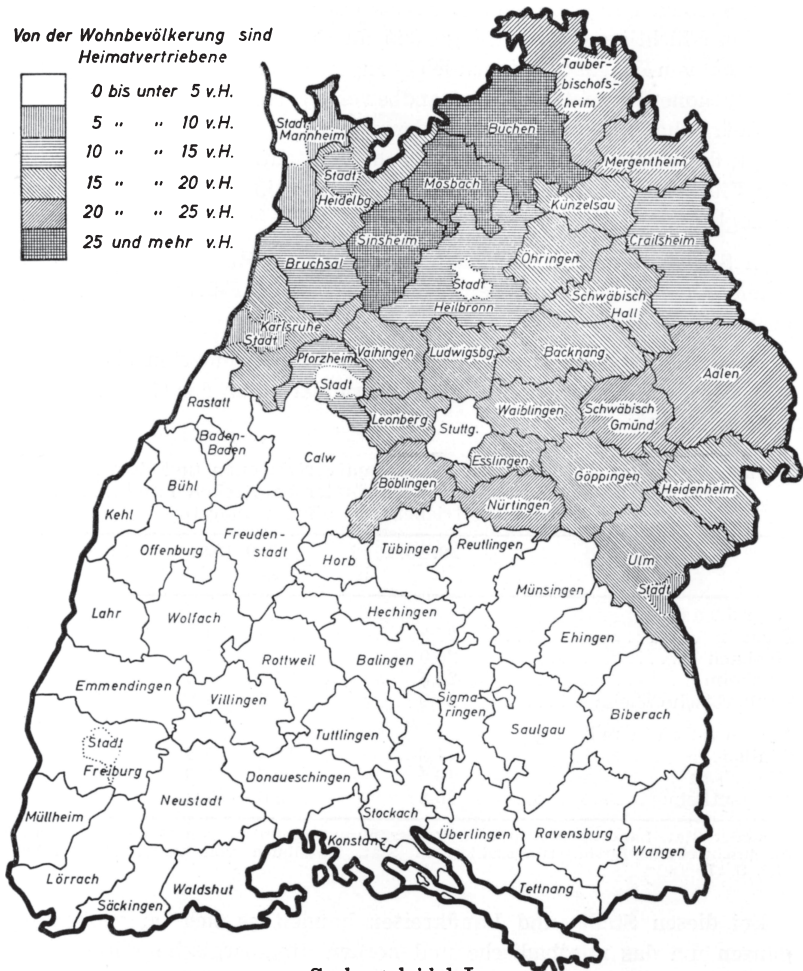 Von der Wohnbevölkerung sind
Heimatvertriebene
0 bis unter 5 v.H.
5 " " 10 v.H.
10 " " 15 v.H.
15 " " 20 v.H.
20 " " 25 v.H.
25 und mehr v.H.
Tauber-
bischofs-
heim
Stadt
Mannheim
Buchen
Mergentheim
Stadt
Heidelbg.
Mosbach
Künzelsau
Sinsheim
Crailsheim
Bruchsal
Öhringen
Stadt
Heilbronn
Schwäbisch
Hall
Karlsruhe
Stadt
Pforzheim
Stadt
Vaihingen
Ludwigsbg.
Backnang
Aalen
Rastatt
Leonberg
Stuttg.
Waiblingen
Schwäbisch
Gmünd
Baden-
Baden
Calw
Esslingen
Bühl
Böblingen
Göppingen
Heidenheim
Nürtingen
Kehl
Offenburg
Freuden-
stadt
Horb
Tübingen
Reutlingen
Ulm
Stadt
Münsingen
Lahr
Wolfach
Hechingen
Ehingen
Rottweil
Balingen
Emmendingen
Villingen
Sigma-
ringen
Saulgau
Biberach
Tuttlingen
Stadt
Freiburg
Donaueschingen
Neustadt
Stockach
Müllheim
Konstanz
Überlingen
Ravensburg
Wangen
Lörrach
Säckingen
Waldshut
Tettnang